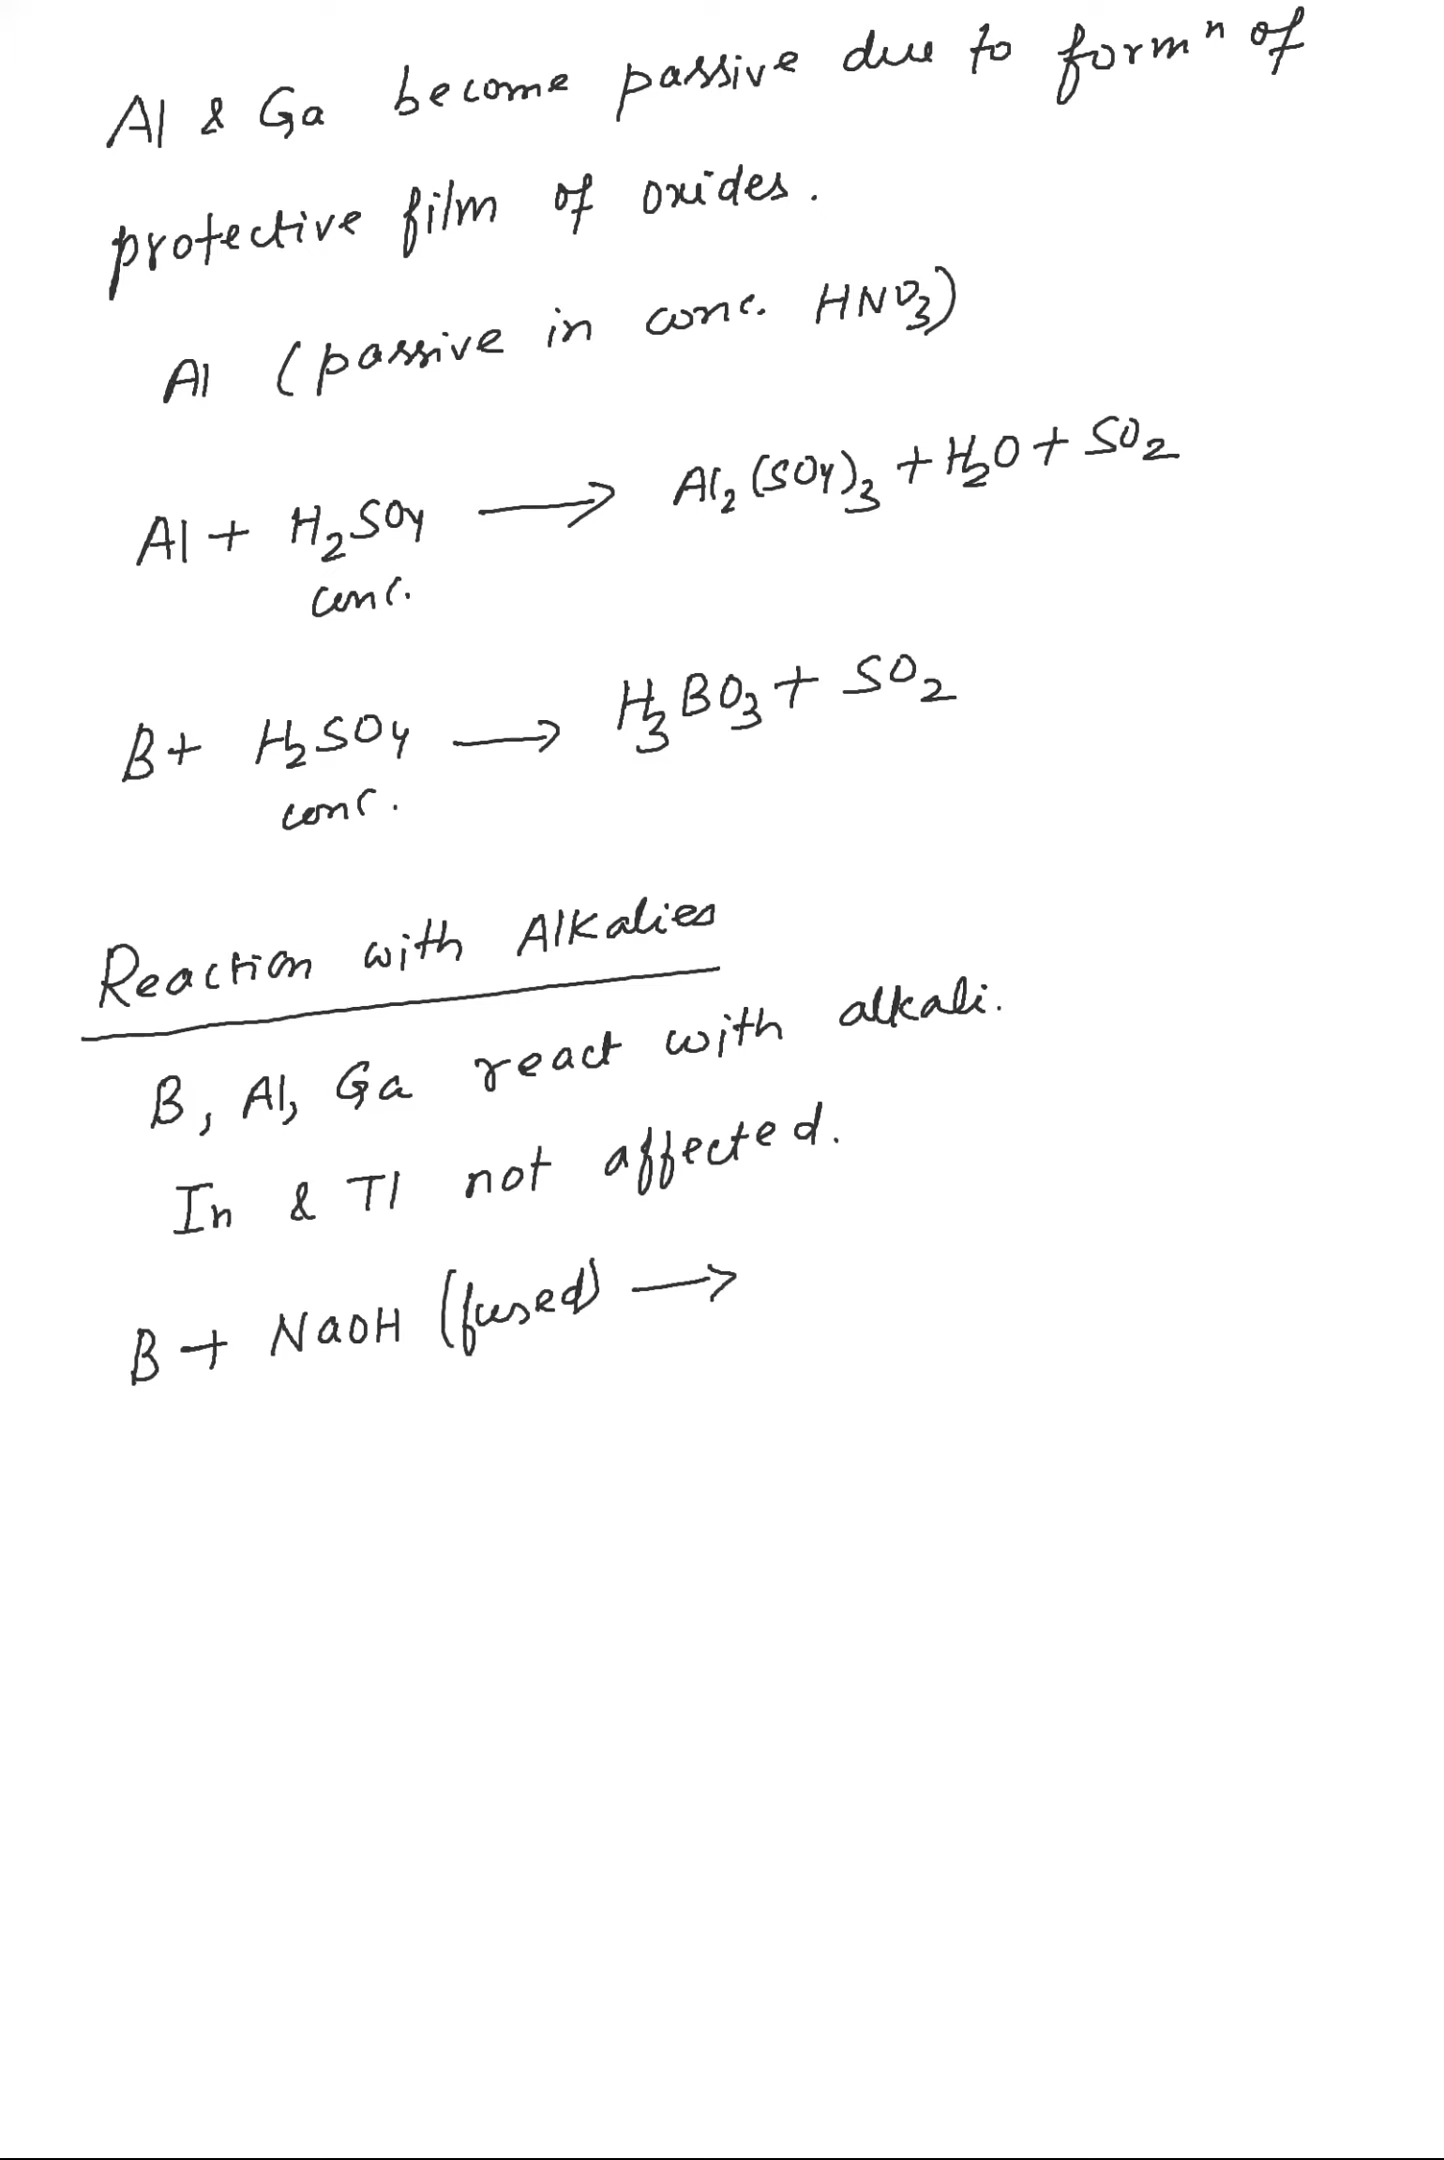 Al & Ga become passive due to formⁿ of
protective film of oxides.
Al (passive in conc. HNO₃)
Al + H₂SO₄ ⟶ Al₂(SO₄)₃ + H₂O + SO₂
conc.
B + H₂SO₄ ⟶ H₃BO₃ + SO₂
conc.
Reaction with Alkalies
B, Al, Ga react with alkali.
In & Tl not affected.
B + NaOH (fused) ⟶